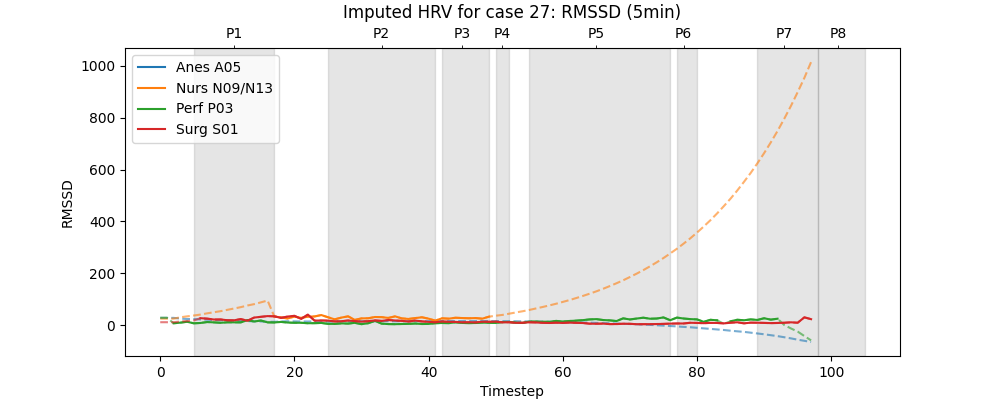 Imputed HRV for case 27: RMSSD (5min)
P1 P2 P3 P4 P5 P6 P7 P8
Anes A05
Nurs N09/N13
Perf P03
Surg S01
1000
800
600
400
200
0
RMSSD
0 20 40 60 80 100
Timestep